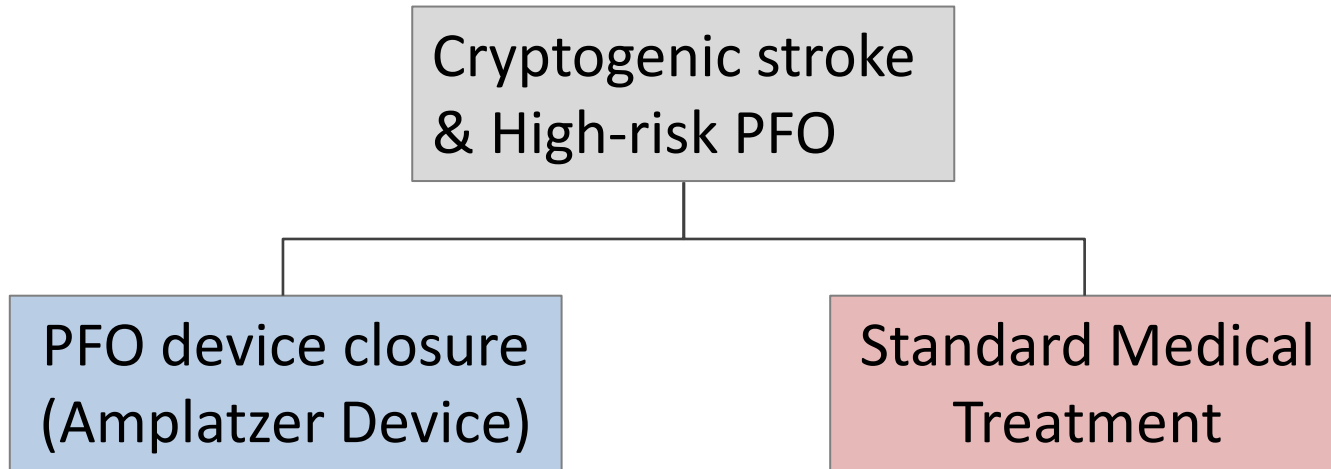 Cryptogenic stroke
& High-risk PFO
PFO device closure
(Amplatzer Device)
Standard Medical
Treatment